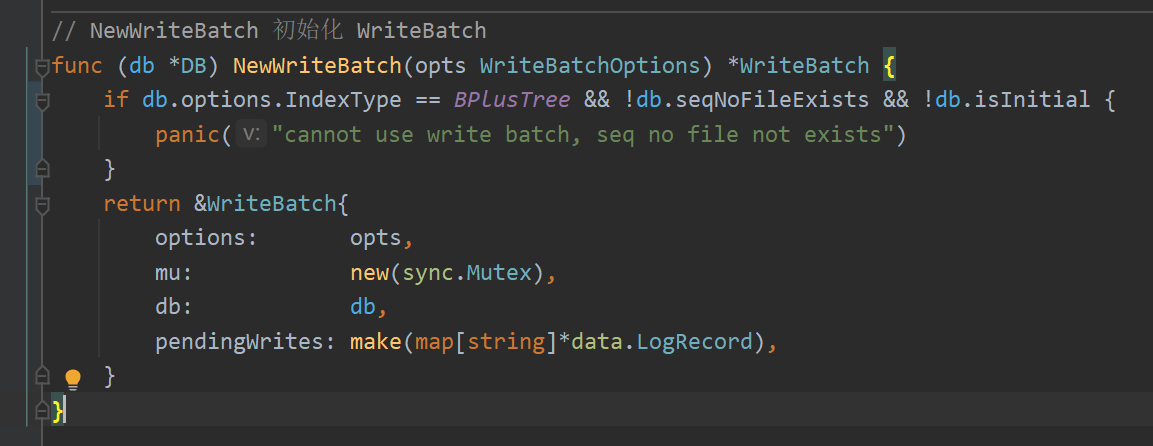 // NewWriteBatch 初始化 WriteBatch
func (db *DB) NewWriteBatch(opts WriteBatchOptions) *WriteBatch {
    if db.options.IndexType == BPlusTree && !db.seqNoFileExists && !db.isInitial {
        panic( v: "cannot use write batch, seq no file not exists")
    }
    return &WriteBatch{
        options:       opts,
        mu:            new(sync.Mutex),
        db:            db,
        pendingWrites: make(map[string]*data.LogRecord),
    }
}